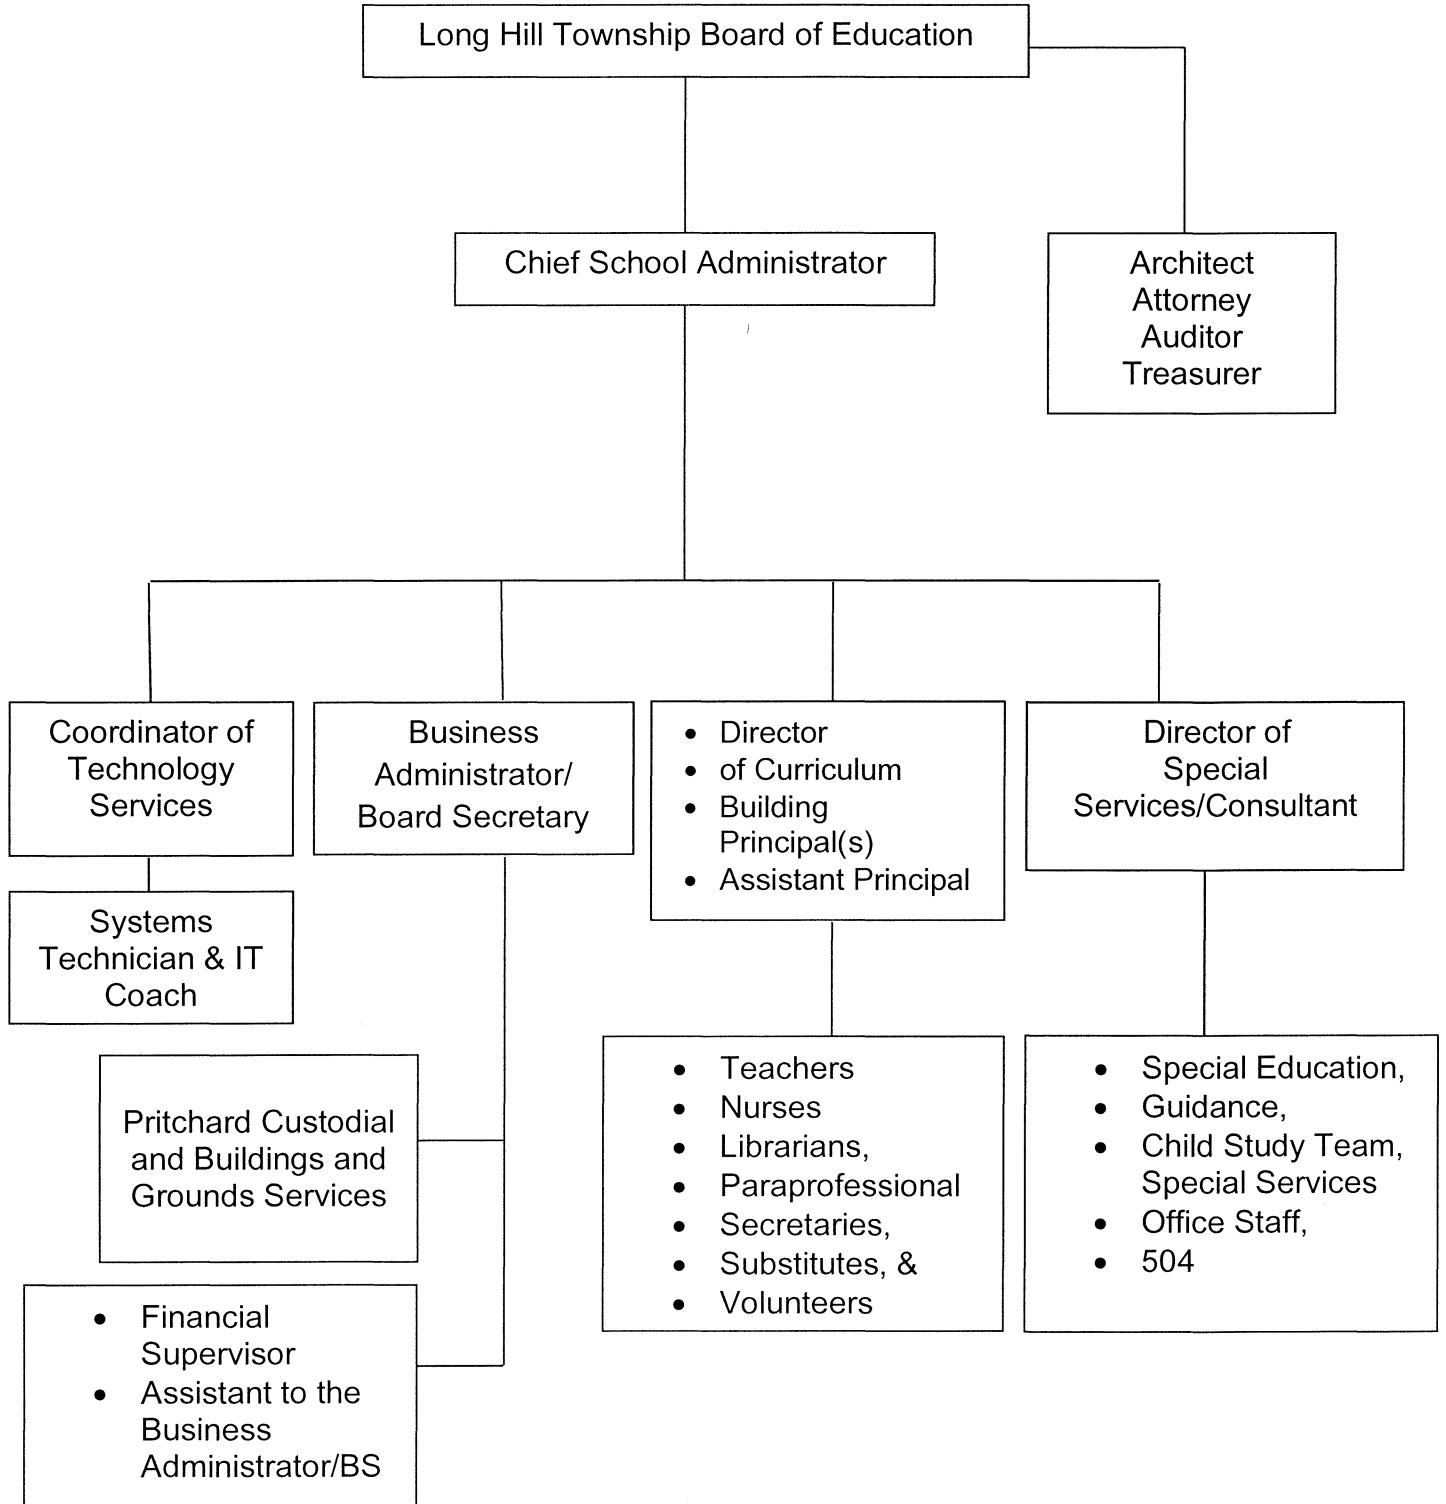 Long Hill Township Board of Education
Chief School Administrator
Architect
Attorney
Auditor
Treasurer
Coordinator of
Technology
Services
Business
Administrator/
Board Secretary
• Director
• of Curriculum
• Building
Principal(s)
• Assistant Principal
Director of
Special
Services/Consultant
Systems
Technician & IT
Coach
Pritchard Custodial
and Buildings and
Grounds Services
• Financial
Supervisor
• Assistant to the
Business
Administrator/BS
• Teachers
• Nurses
• Librarians,
• Paraprofessional
• Secretaries,
• Substitutes, &
• Volunteers
• Special Education,
• Guidance,
• Child Study Team,
Special Services
• Office Staff,
• 504